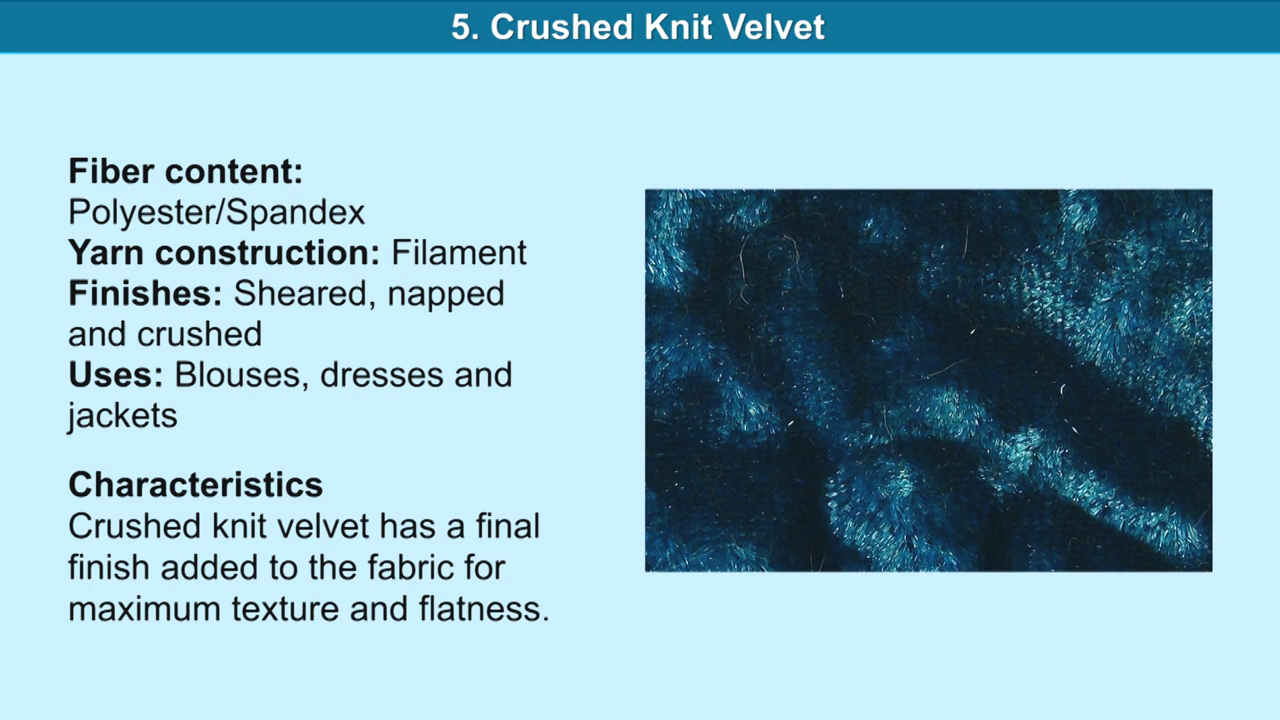 5. Crushed Knit Velvet
Fiber content:
Polyester/Spandex
Yarn construction: Filament
Finishes: Sheared, napped
and crushed
Uses: Blouses, dresses and
jackets
Characteristics
Crushed knit velvet has a final
finish added to the fabric for
maximum texture and flatness.